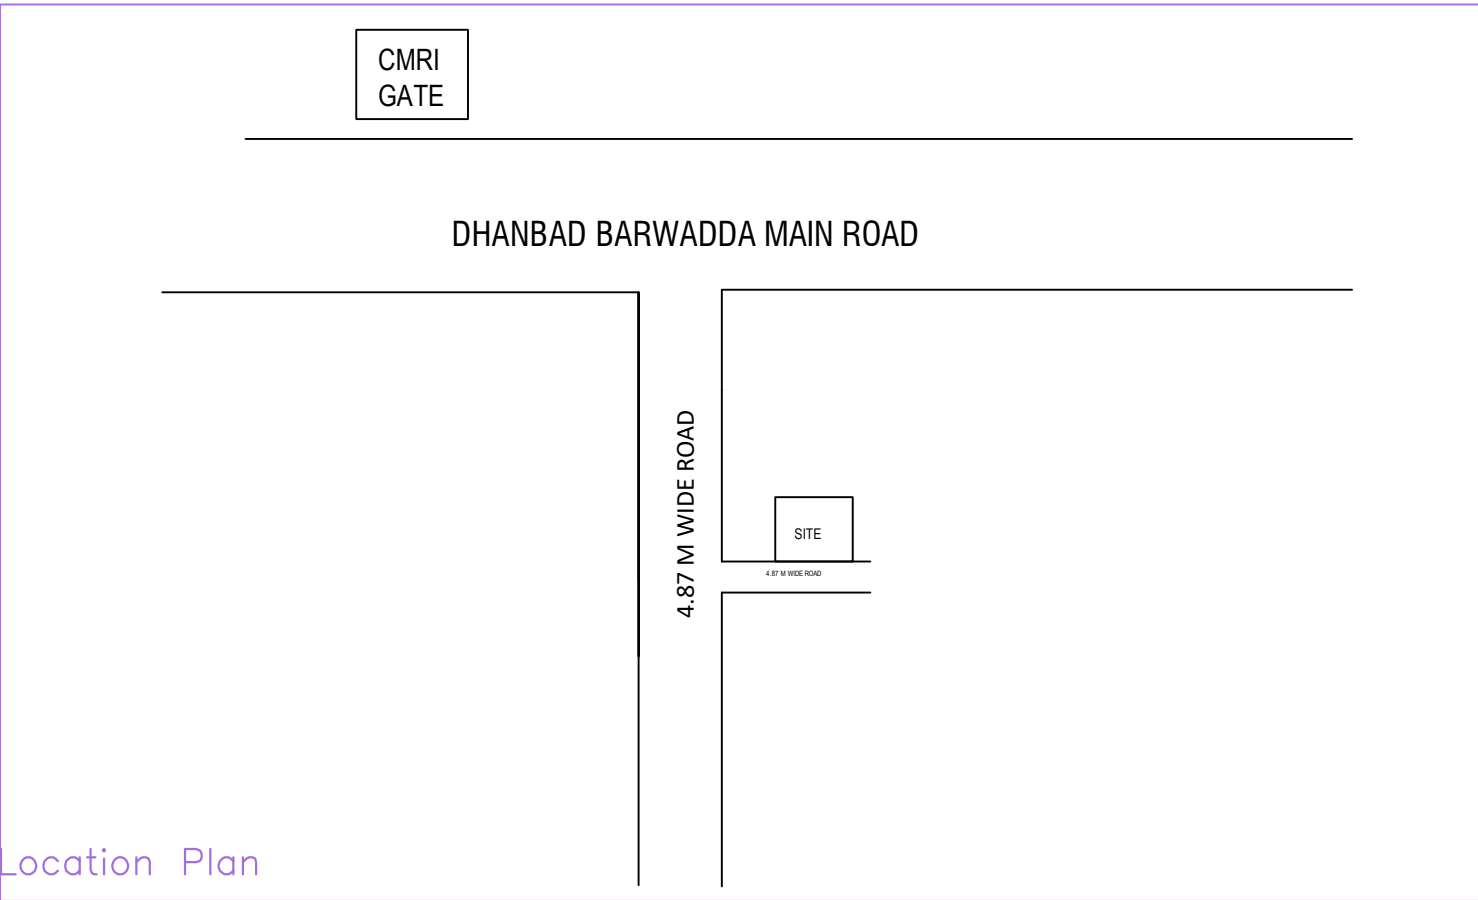 CMRI
GATE
DHANBAD BARWADDA MAIN ROAD
4.87 M WIDE ROAD
SITE
4.87 M WIDE ROAD
Location Plan